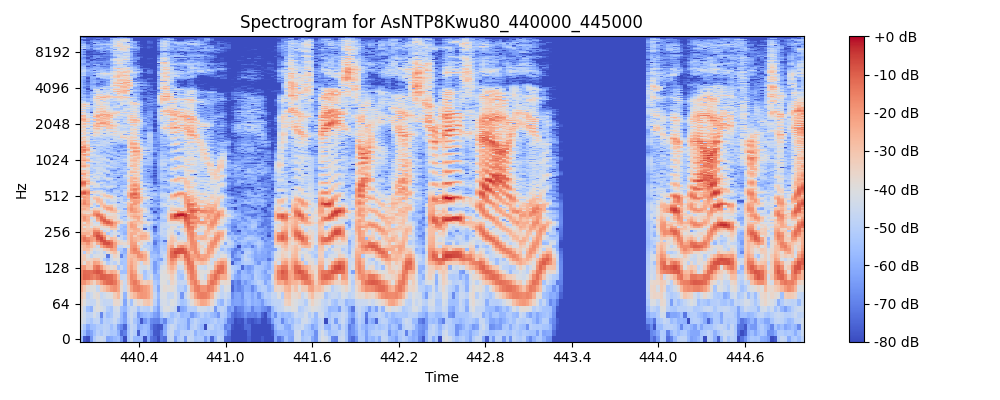 Spectrogram for AsNTP8Kwu80_440000_445000
8192
4096
2048
1024
512
256
128
64
0
Hz
440.4 441.0 441.6 442.2 442.8 443.4 444.0 444.6
Time
+0 dB
-10 dB
-20 dB
-30 dB
-40 dB
-50 dB
-60 dB
-70 dB
-80 dB